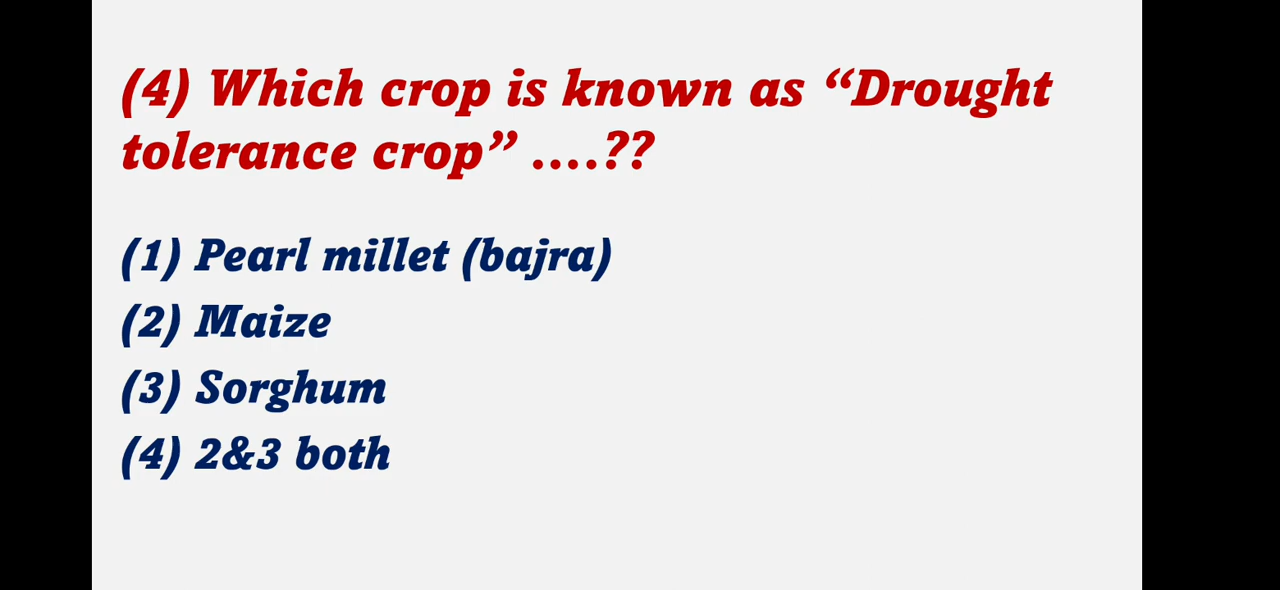 (4) Which crop is known as “Drought
tolerance crop” ....??
(1) Pearl millet (bajra)
(2) Maize
(3) Sorghum
(4) 2&3 both